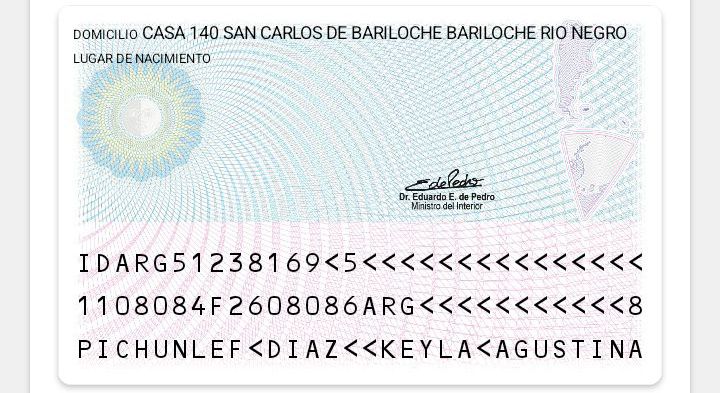 DOMICILIO CASA 140 SAN CARLOS DE BARILOCHE BARILOCHE RIO NEGRO
LUGAR DE NACIMIENTO
Dr. Eduardo E. de Pedro
Ministro del Interior
IDARG51238169<5<<<<<<<<<<<<<<<
1108084F2608086ARG<<<<<<<<<<<8
PICHUNLEF<DIAZ<<KEYLA<AGUSTINA